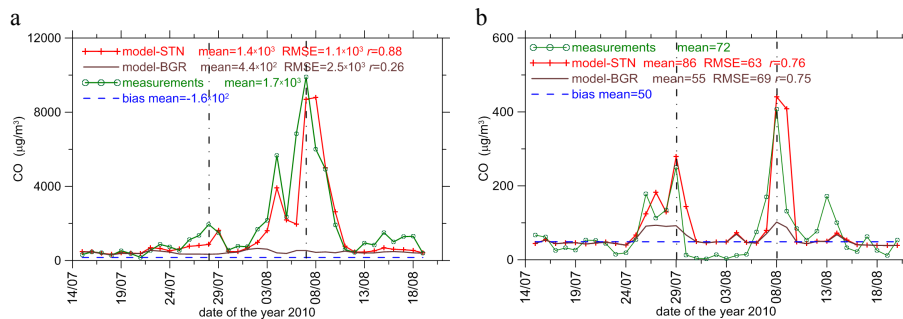 a
12000
model-STN mean=1.4×10³ RMSE=1.1×10³ r=0.88
model-BGR mean=4.4×10² RMSE=2.5×10³ r=0.26
measurements mean=1.7×10³
bias mean=-1.6×10²
8000
4000
0
CO (µg/m³)
14/07
19/07
24/07
29/07
03/08
08/08
13/08
18/08
date of the year 2010
b
600
measurements mean=72
model-STN mean=86 RMSE=63 r=0.76
model-BGR mean=55 RMSE=69 r=0.75
bias mean=50
400
200
0
CO (µg/m³)
14/07
19/07
24/07
29/07
03/08
08/08
13/08
18/08
date of the year 2010